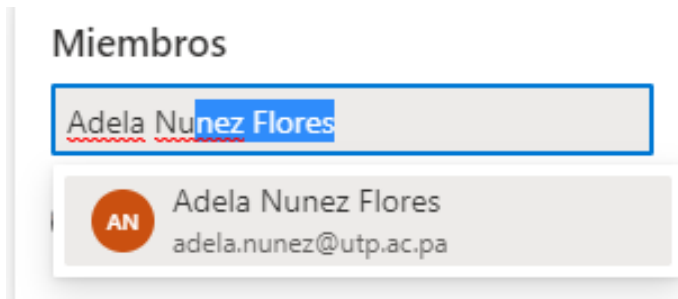 Miembros
Adela Nunez Flores
AN
Adela Nunez Flores
adela.nunez@utp.ac.pa